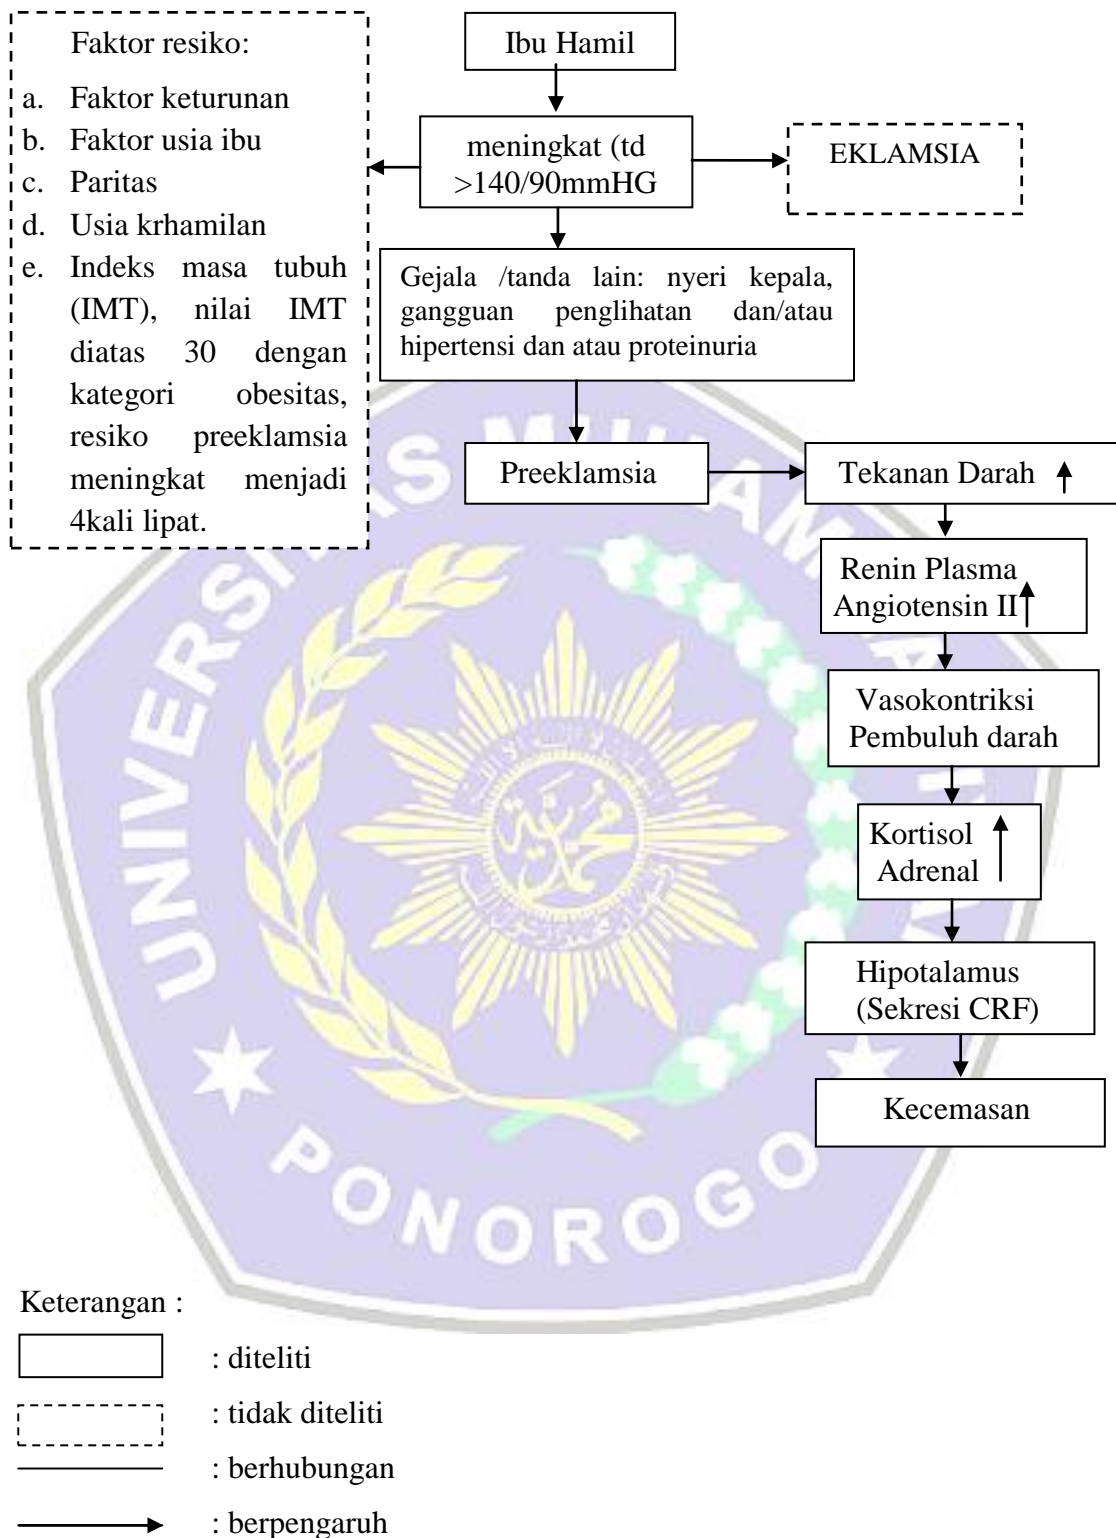 Faktor resiko:
a. Faktor keturunan
b. Faktor usia ibu
c. Paritas
d. Usia krhamilan
e. Indeks masa tubuh
(IMT), nilai IMT
diatas 30 dengan
kategori obesitas,
resiko preeklamsia
meningkat menjadi
4kali lipat.
Ibu Hamil
meningkat (td
>140/90mmHG
EKLAMSIA
Gejala /tanda lain: nyeri kepala,
gangguan penglihatan dan/atau
hipertensi dan atau proteinuria
Preeklamsia
Tekanan Darah
Renin Plasma
Angiotensin II
Vasokontriksi
Pembuluh darah
Kortisol
Adrenal
Hipotalamus
(Sekresi CRF)
Kecemasan
PONOROGO
Keterangan :
: diteliti
: tidak diteliti
: berhubungan
: berpengaruh